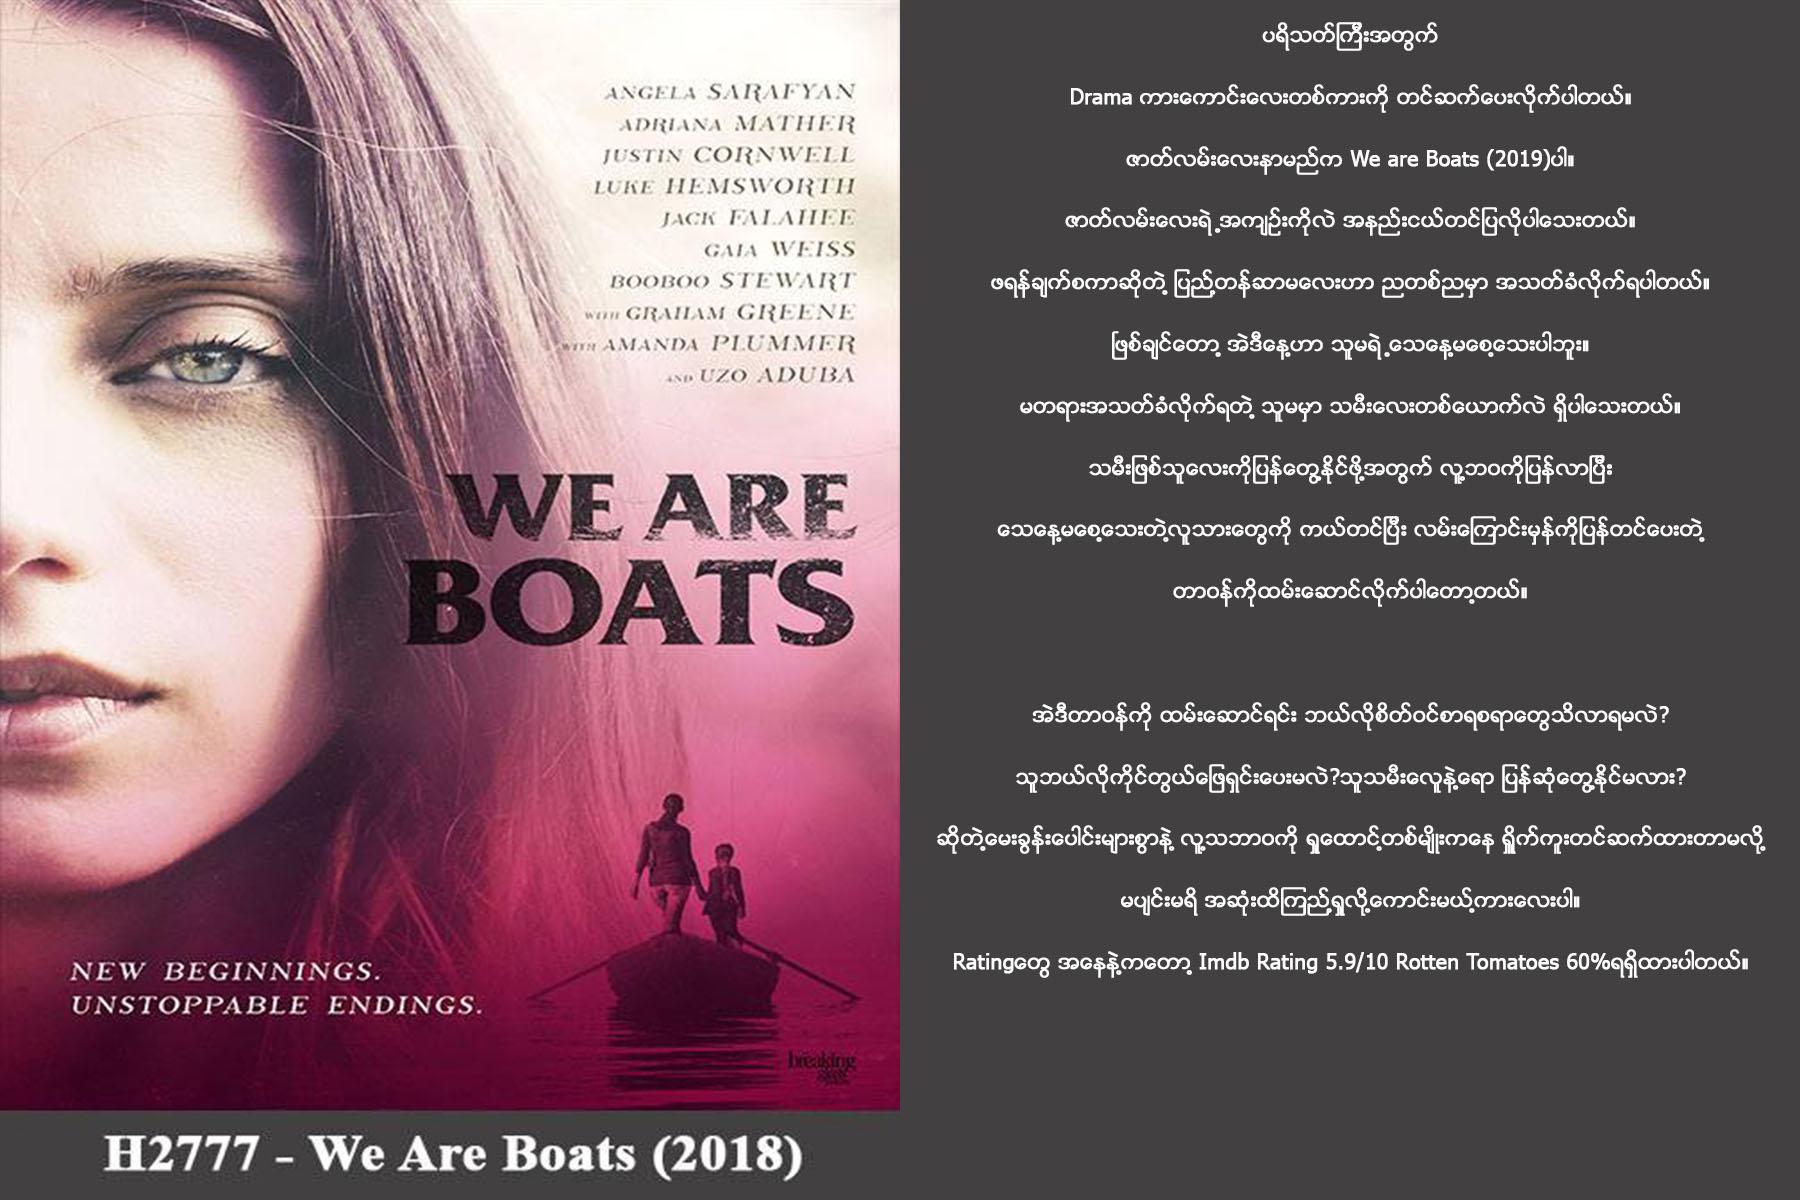 ANGELA SARAFYAN
ADRIANA MATHER
JUSTIN CORNWELL
LUKE HEMSWORTH
JACK FALAHEE
GAIA WEISS
BOOBOO STEWART
WITH GRAHAM GREENE
WITH AMANDA PLUMMER
AND UZO ADUBA
WE ARE
BOATS
NEW BEGINNINGS.
UNSTOPPABLE ENDINGS.
breaking
glass
H2777 - We Are Boats (2018)
ပရိသတ်ကြီးအတွက်
Drama ကားကောင်းလေးတစ်ကားကို တင်ဆက်ပေးလိုက်ပါတယ်။
ဇာတ်လမ်းလေးနာမည်က We are Boats (2019)ပါ။
ဇာတ်လမ်းလေးရဲ့အကျဉ်းကိုလဲ အနည်းငယ်တင်ပြလိုပါသေးတယ်။
ဖရန်ချက်စကာဆိုတဲ့ ပြည့်တန်ဆာမလေးဟာ ညတစ်ညမှာ အသတ်ခံလိုက်ရပါတယ်။
ဖြစ်ချင်တော့ အဲဒီနေ့ဟာ သူမရဲ့သေနေ့မစေ့သေးပါဘူး။
မတရားအသတ်ခံလိုက်ရတဲ့ သူမမှာ သမီးလေးတစ်ယောက်လဲ ရှိပါသေးတယ်။
သမီးဖြစ်သူလေးကိုပြန်တွေ့နိုင်ဖို့အတွက် လူ့ဘဝကိုပြန်လာပြီး
သေနေ့မစေ့သေးတဲ့လူသားတွေကို ကယ်တင်ပြီး လမ်းကြောင်းမှန်ကိုပြန်တင်ပေးတဲ့
တာဝန်ကိုထမ်းဆောင်လိုက်ပါတော့တယ်။
အဲဒီတာဝန်ကို ထမ်းဆောင်ရင်း ဘယ်လိုစိတ်ဝင်စာရစရာတွေသိလာရမလဲ?
သူဘယ်လိုကိုင်တွယ်ဖြေရှင်းပေးမလဲ?သူသမီးလေူနဲ့ရော ပြန်ဆုံတွေ့နိုင်မလား?
ဆိုတဲ့မေးခွန်းပေါင်းများစွာနဲ့ လူ့သဘာဝကို ရှုထောင့်တစ်မျိုးကနေ ရှိုက်ကူးတင်ဆက်ထားတာမလို့
မပျင်းမရိ အဆုံးထိကြည့်ရှုလို့ကောင်းမယ့်ကားလေးပါ။
Ratingတွေ အနေနဲ့ကတော့ Imdb Rating 5.9/10 Rotten Tomatoes 60%ရရှိထားပါတယ်။